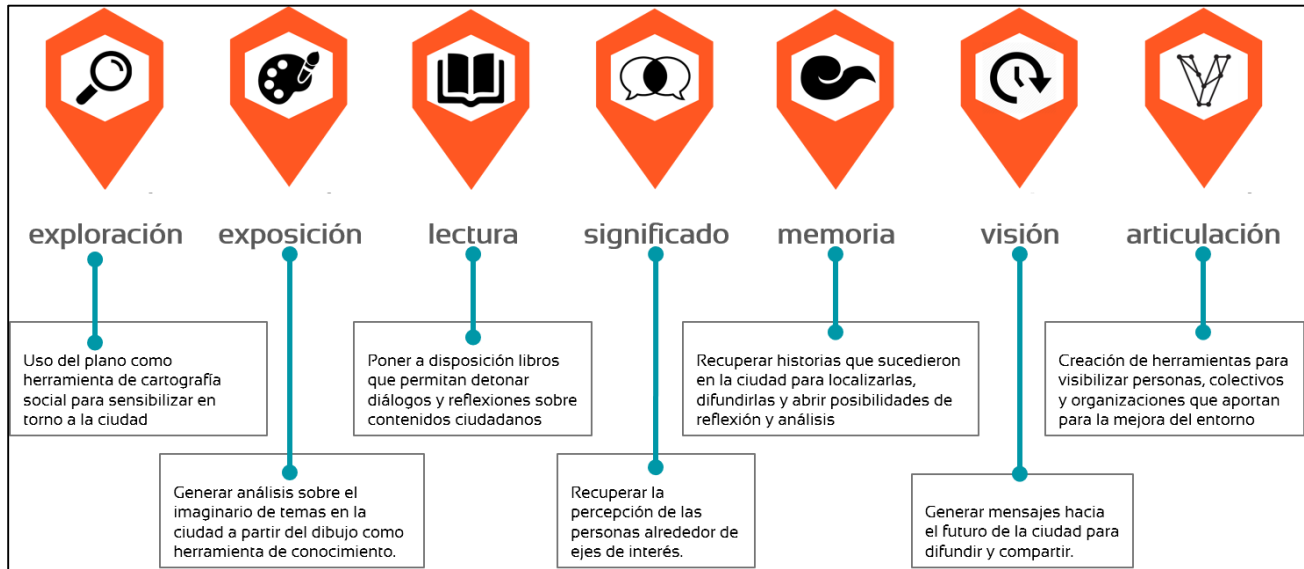 exploración
exposición
lectura
significado
memoria
visión
articulación
Uso del plano como
herramienta de cartografía
social para sensibilizar en
torno a la ciudad
Generar análisis sobre el
imaginario de temas en la
ciudad a partir del dibujo como
herramienta de conocimiento.
Poner a disposición libros
que permitan detonar
diálogos y reflexiones sobre
contenidos ciudadanos
Recuperar la
percepción de las
personas alrededor de
ejes de interés.
Recuperar historias que sucedieron
en la ciudad para localizarlas,
difundirlas y abrir posibilidades de
reflexión y análisis
Generar mensajes hacia
el futuro de la ciudad para
difundir y compartir.
Creación de herramientas para
visibilizar personas, colectivos
y organizaciones que aportan
para la mejora del entorno